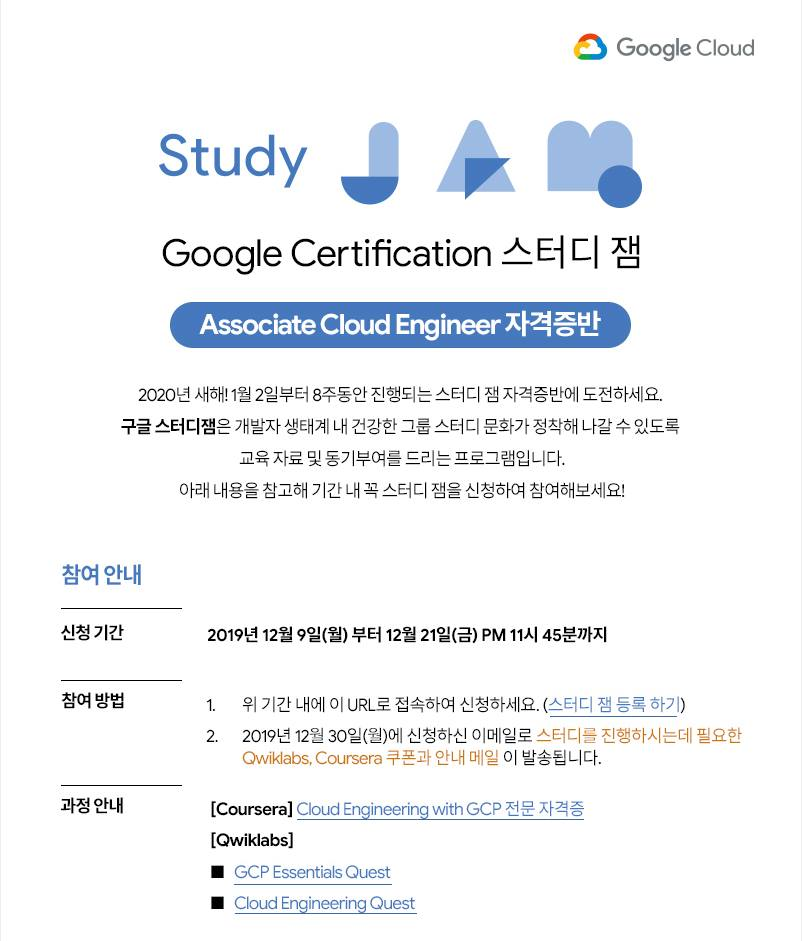 Google Cloud
Study JAM
Google Certification 스터디 잼
Associate Cloud Engineer 자격증반
2020년 새해! 1월 2일부터 8주동안 진행되는 스터디 잼 자격증반에 도전하세요.
구글 스터디잼은 개발자 생태계 내 건강한 그룹 스터디 문화가 정착해 나갈 수 있도록
교육 자료 및 동기부여를 드리는 프로그램입니다.
아래 내용을 참고해 기간 내 꼭 스터디 잼을 신청하여 참여해보세요!
참여 안내
신청 기간
2019년 12월 9일(월) 부터 12월 21일(금) PM 11시 45분까지
참여 방법
1. 위 기간 내에 이 URL로 접속하여 신청하세요. (스터디 잼 등록 하기)
2. 2019년 12월 30일(월)에 신청하신 이메일로 스터디를 진행하시는데 필요한
Qwiklabs, Coursera 쿠폰과 안내 메일 이 발송됩니다.
과정 안내
[Coursera] Cloud Engineering with GCP 전문 자격증
[Qwiklabs]
■ GCP Essentials Quest
■ Cloud Engineering Quest